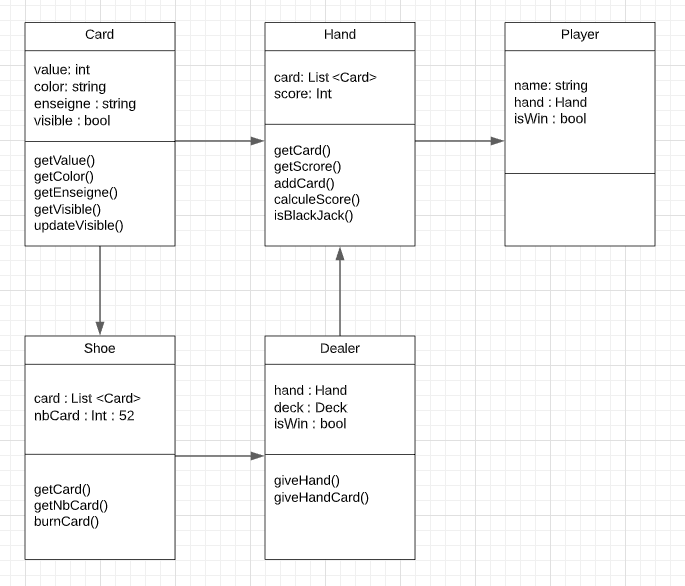 Card
value: int
color: string
enseigne : string
visible : bool
getValue()
getColor()
getEnseigne()
getVisible()
updateVisible()
Hand
card: List <Card>
score: Int
getCard()
getScrore()
addCard()
calculeScore()
isBlackJack()
Player
name: string
hand : Hand
isWin : bool
Shoe
card : List <Card>
nbCard : Int : 52
getCard()
getNbCard()
burnCard()
Dealer
hand : Hand
deck : Deck
isWin : bool
giveHand()
giveHandCard()